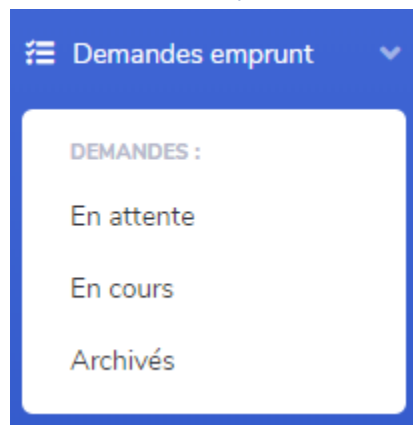 Demandes emprunt
DEMANDES :
En attente
En cours
Archivés